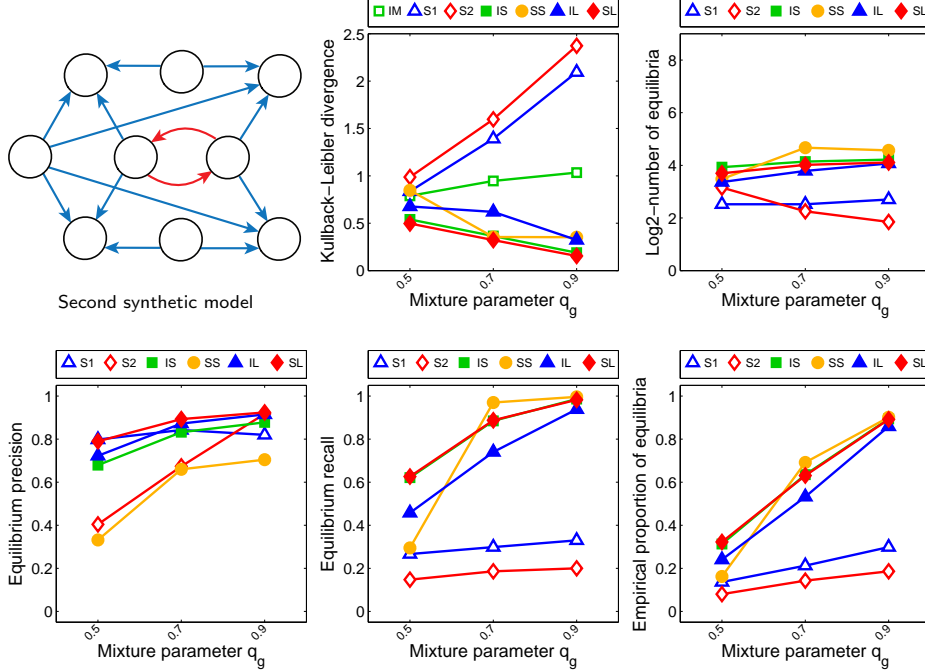 IM S1 S2 IS SS IL SL
Kullback−Leibler divergence
2.5
2
1.5
1
0.5
0
0.5 0.7 0.9
Mixture parameter q_g
S1 S2 IS SS IL SL
Log2−number of equilibria
8
6
4
2
0
0.5 0.7 0.9
Mixture parameter q_g
Second synthetic model
S1 S2 IS SS IL SL
Equilibrium precision
1
0.8
0.6
0.4
0.2
0
0.5 0.7 0.9
Mixture parameter q_g
S1 S2 IS SS IL SL
Equilibrium recall
1
0.8
0.6
0.4
0.2
0
0.5 0.7 0.9
Mixture parameter q_g
S1 S2 IS SS IL SL
Empirical proportion of equilibria
1
0.8
0.6
0.4
0.2
0
0.5 0.7 0.9
Mixture parameter q_g